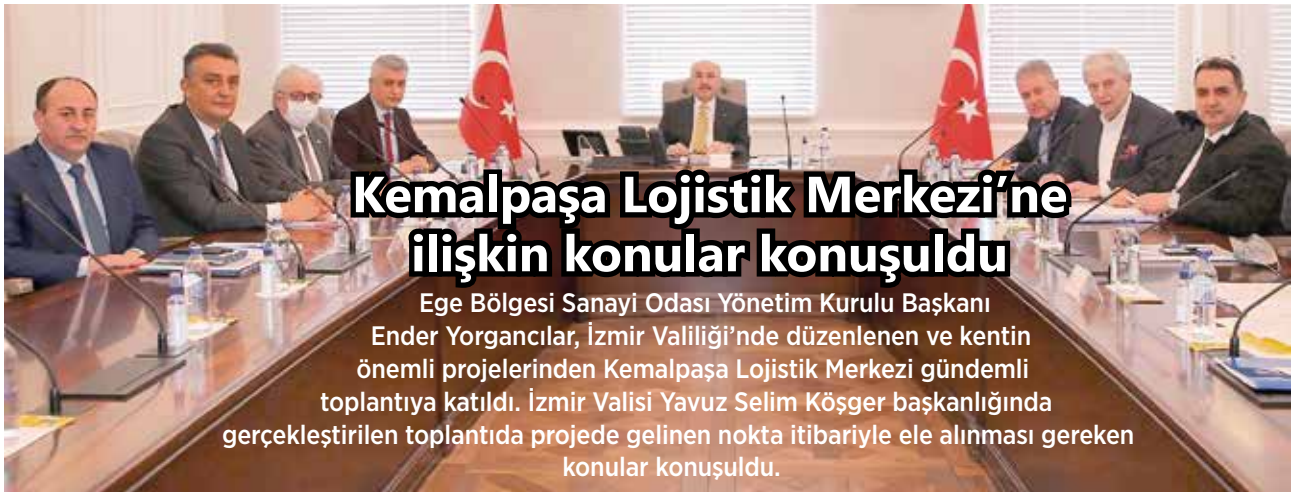 Kemalpaşa Lojistik Merkezi’ne
ilişkin konular konuşuldu
Ege Bölgesi Sanayi Odası Yönetim Kurulu Başkanı
Ender Yorgancılar, İzmir Valiliği’nde düzenlenen ve kentin
önemli projelerinden Kemalpaşa Lojistik Merkezi gündemli
toplantıya katıldı. İzmir Valisi Yavuz Selim Köşger başkanlığında
gerçekleştirilen toplantıda projede gelinen nokta itibariyle ele alınması gereken
konular konuşuldu.